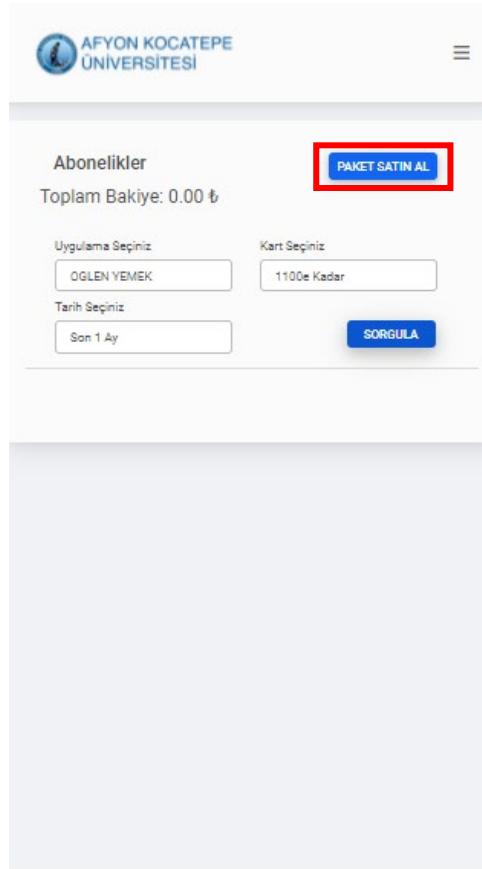 AFYON KOCATEPE
ÜNİVERSİTESİ
Abonelikler
PAKET SATIN AL
Toplam Bakiye: 0.00 ₺
Uygulama Seçiniz
Kart Seçiniz
OGLEN YEMEK
1100e Kadar
Tarih Seçiniz
Son 1 Ay
SORGULA